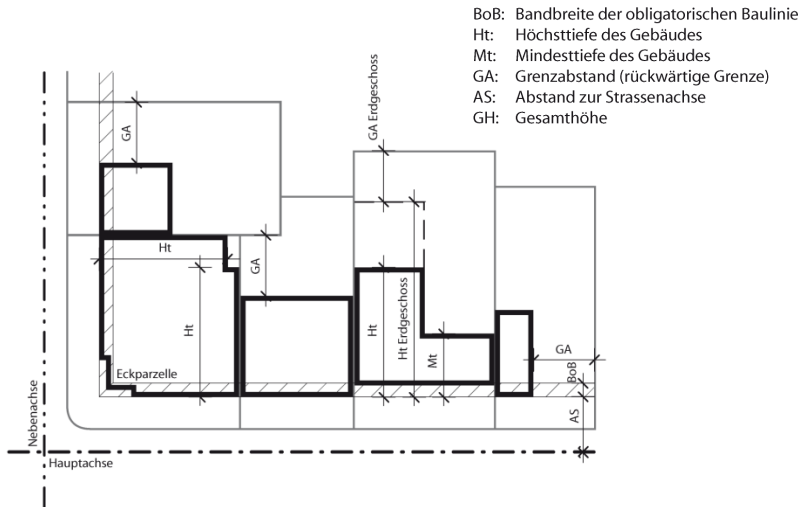 BoB: Bandbreite der obligatorischen Baulinie
Ht: Höchsttiefe des Gebäudes
Mt: Mindesttiefe des Gebäudes
GA: Grenzabstand (rückwärtige Grenze)
AS: Abstand zur Strassenachse
GH: Gesamthöhe
GA Erdgeschoss
GA
Ht
GA
Ht
Ht
Ht Erdgeschoss
Mt
GA
BoB
Eckparzelle
AS
Nebenachse
Hauptachse